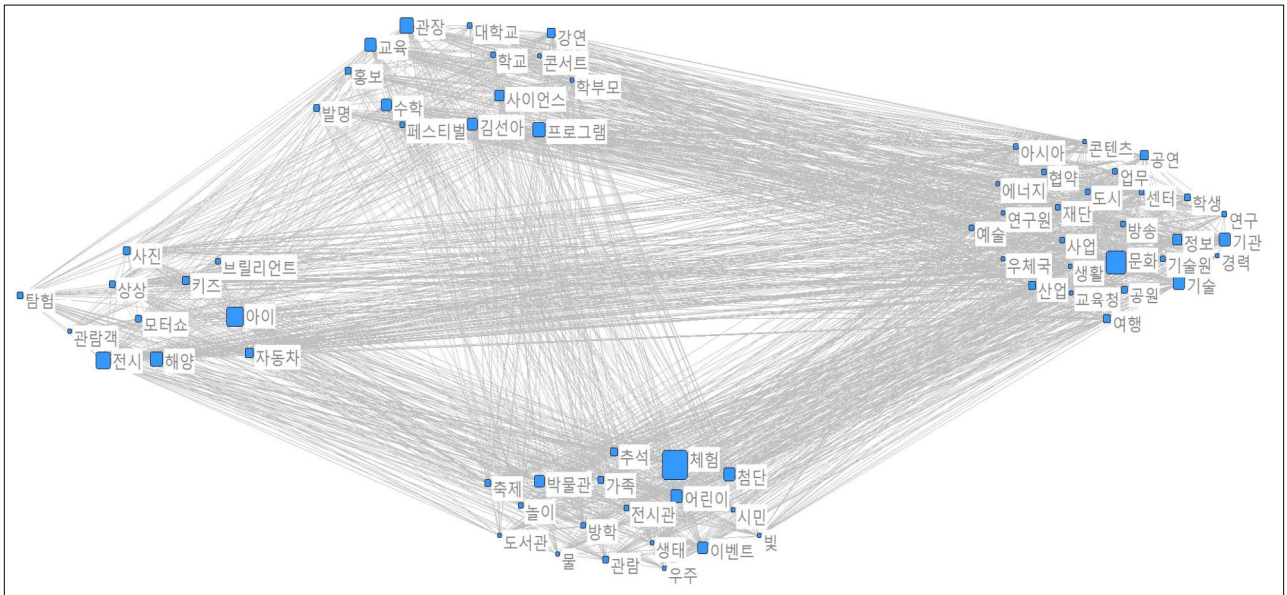 관장
대학교
강연
교육
학교
콘서트
홍보
학부모
사이언스
발명
수학
페스티벌
김선아
프로그램
아시아
콘텐츠
공연
협약
업무
에너지
도시
센터
학생
연구원
재단
연구
예술
방송
사업
정보
기관
우체국
생활
문화
기술원
경력
산업
교육청
공원
기술
여행
사진
브릴리언트
상상
키즈
탐험
모터쇼
아이
관람객
전시
해양
자동차
추석
체험
첨단
축제
박물관
가족
어린이
놀이
전시관
시민
방학
도서관
생태
이벤트
빛
물
관람
우주